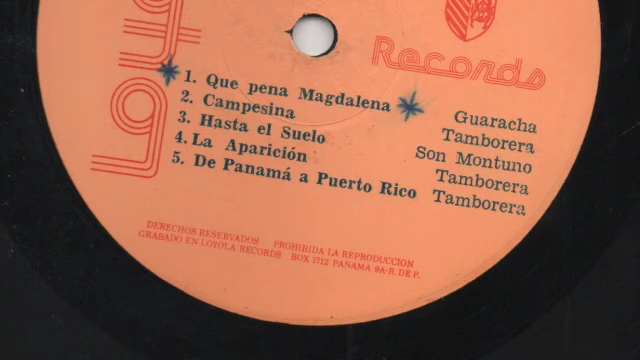 Loyola
Records
1. Que pena Magdalena Guaracha
2. Campesina Tamborera
3. Hasta el Suelo Son Montuno
4. La Aparición Tamborera
5. De Panamá a Puerto Rico Tamborera
DERECHOS RESERVADOS PROHIBIDA LA REPRODUCCION
GRABADO EN LOYOLA RECORDS BOX 1712 PANAMA 9A-R. DE P.